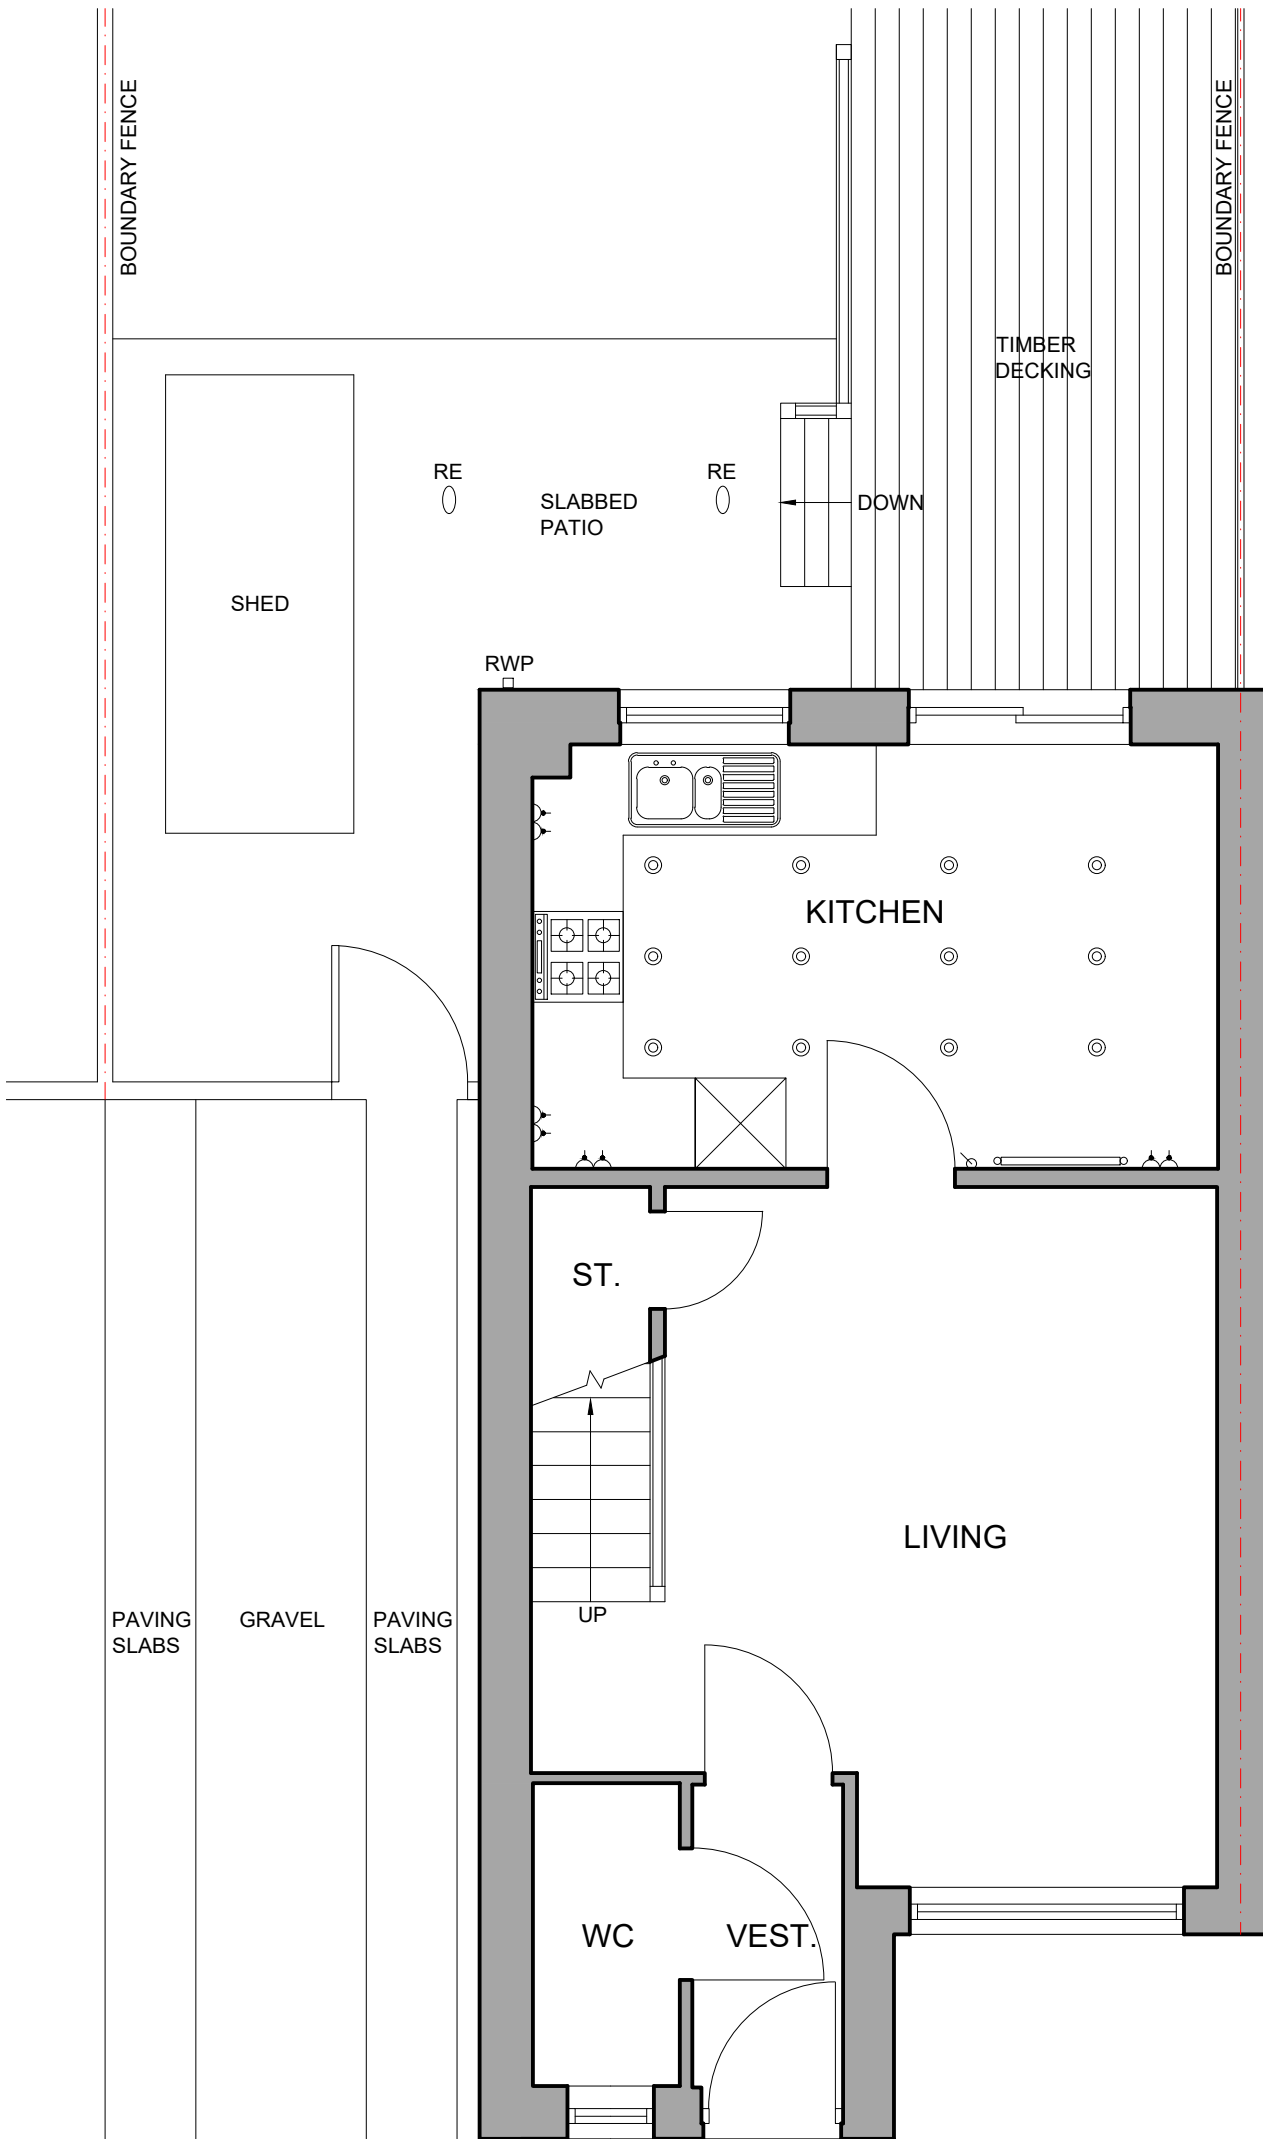 BOUNDARY FENCE
BOUNDARY FENCE
TIMBER
DECKING
RE
RE
SLABBED
PATIO
DOWN
SHED
RWP
KITCHEN
ST.
LIVING
UP
PAVING
SLABS
GRAVEL
PAVING
SLABS
WC
VEST.